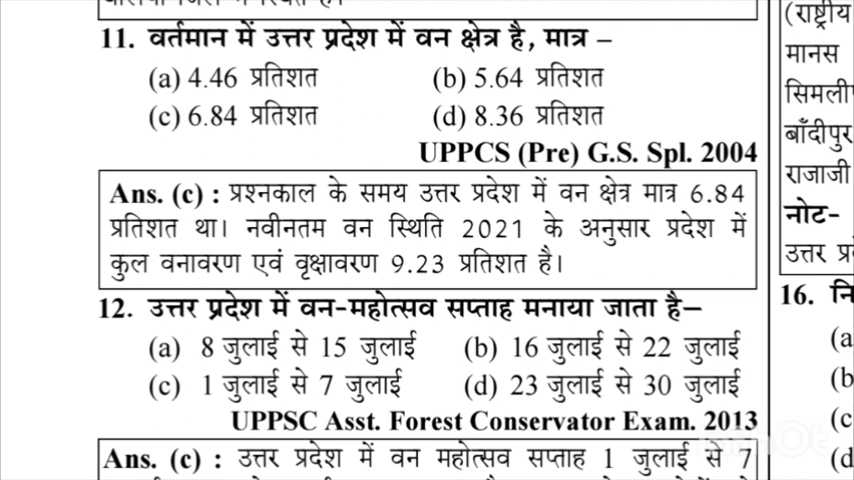 11. वर्तमान में उत्तर प्रदेश में वन क्षेत्र है, मात्र –
(a) 4.46 प्रतिशत (b) 5.64 प्रतिशत
(c) 6.84 प्रतिशत (d) 8.36 प्रतिशत
UPPCS (Pre) G.S. Spl. 2004
Ans. (c) : प्रश्नकाल के समय उत्तर प्रदेश में वन क्षेत्र मात्र 6.84
प्रतिशत था। नवीनतम वन स्थिति 2021 के अनुसार प्रदेश में
कुल वनावरण एवं वृक्षावरण 9.23 प्रतिशत है।
12. उत्तर प्रदेश में वन-महोत्सव सप्ताह मनाया जाता है–
(a) 8 जुलाई से 15 जुलाई (b) 16 जुलाई से 22 जुलाई
(c) 1 जुलाई से 7 जुलाई (d) 23 जुलाई से 30 जुलाई
UPPSC Asst. Forest Conservator Exam. 2013
Ans. (c) : उत्तर प्रदेश में वन महोत्सव सप्ताह 1 जुलाई से 7
(राष्ट्रीय
मानस
बाँदीपुर
राजाजी
नोट-
उत्तर
16.
(a
(b
(c
(d